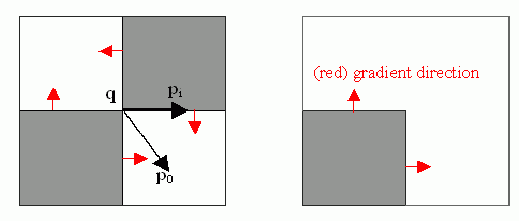 (red) gradient direction
q
p₁
p₀